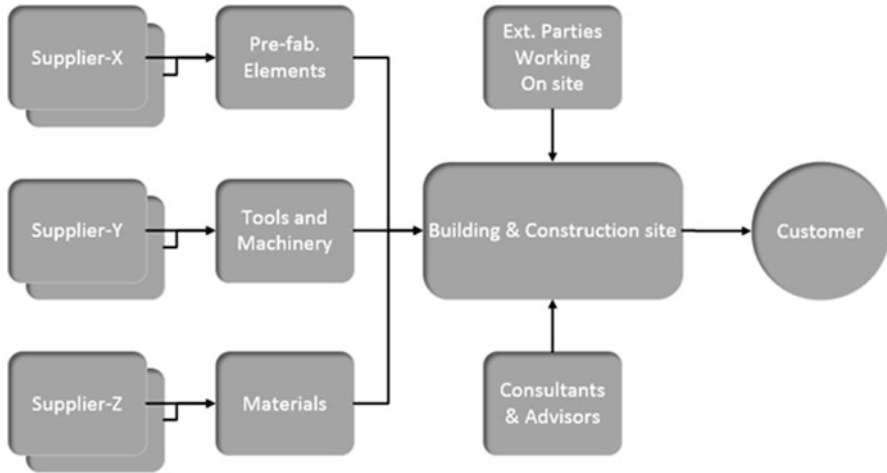 Supplier-X
Pre-fab.
Elements
Ext. Parties
Working
On site
Supplier-Y
Tools and
Machinery
Building & Construction site
Customer
Supplier-Z
Materials
Consultants
& Advisors